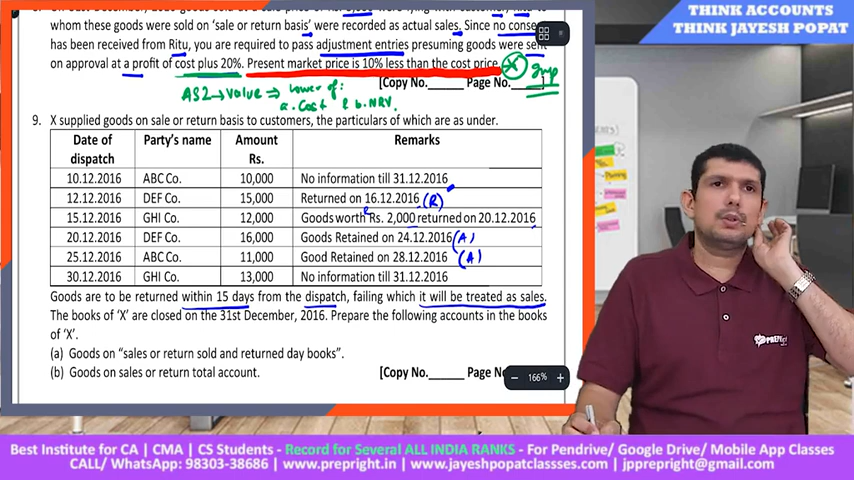 THINK ACCOUNTS
THINK JAYESH POPAT
whom these goods were sold on ‘sale or return basis’ were recorded as actual sales. Since no conse
has been received from Ritu, you are required to pass adjustment entries presuming goods were sent
on approval at a profit of cost plus 20%. Present market price is 10% less than the cost price.
Imp
[Copy No.______ Page No.
AS2→Value ⇒ Lower of:
a. Cost & b. NRV.
9. X supplied goods on sale or return basis to customers, the particulars of which are as under.
Date of dispatch Party’s name Amount Rs. Remarks
10.12.2016 ABC Co. 10,000 No information till 31.12.2016
12.12.2016 DEF Co. 15,000 Returned on 16.12.2016 (R)
15.12.2016 GHI Co. 12,000 Goods worth Rs. 2,000 returned on 20.12.2016
20.12.2016 DEF Co. 16,000 Goods Retained on 24.12.2016 (A)
25.12.2016 ABC Co. 11,000 Good Retained on 28.12.2016 (A)
30.12.2016 GHI Co. 13,000 No information till 31.12.2016
Goods are to be returned within 15 days from the dispatch, failing which it will be treated as sales.
The books of ‘X’ are closed on the 31st December, 2016. Prepare the following accounts in the books
of ‘X’.
(a) Goods on “sales or return sold and returned day books”.
(b) Goods on sales or return total account. [Copy No.______ Page No
− 166% +
PREPRIGHT
Best Institute for CA | CMA | CS Students - Record for Several ALL INDIA RANKS - For Pendrive/ Google Drive/ Mobile App Classes
CALL/ WhatsApp: 98303-38686 | www.prepright.in | www.jayeshpopatclassses.com | jpprepright@gmail.com